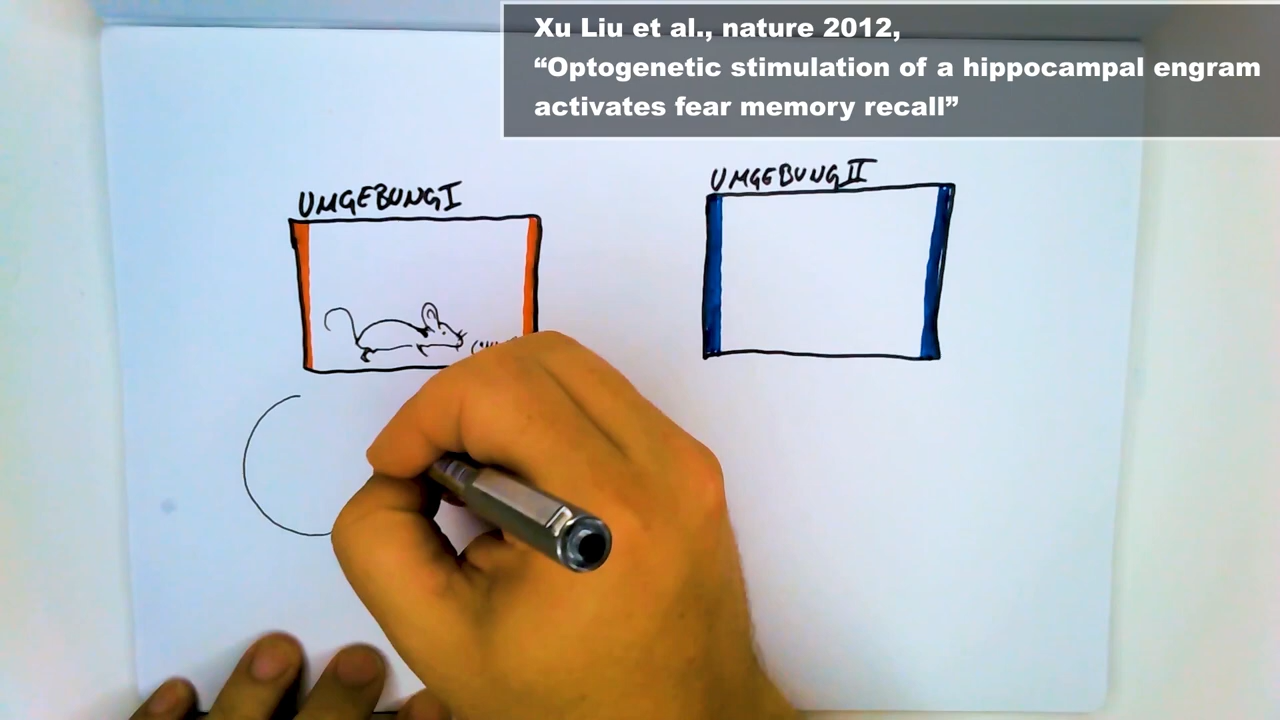 Xu Liu et al., nature 2012,
“Optogenetic stimulation of a hippocampal engram
activates fear memory recall”
UMGEBUNG I
UMGEBUNG II